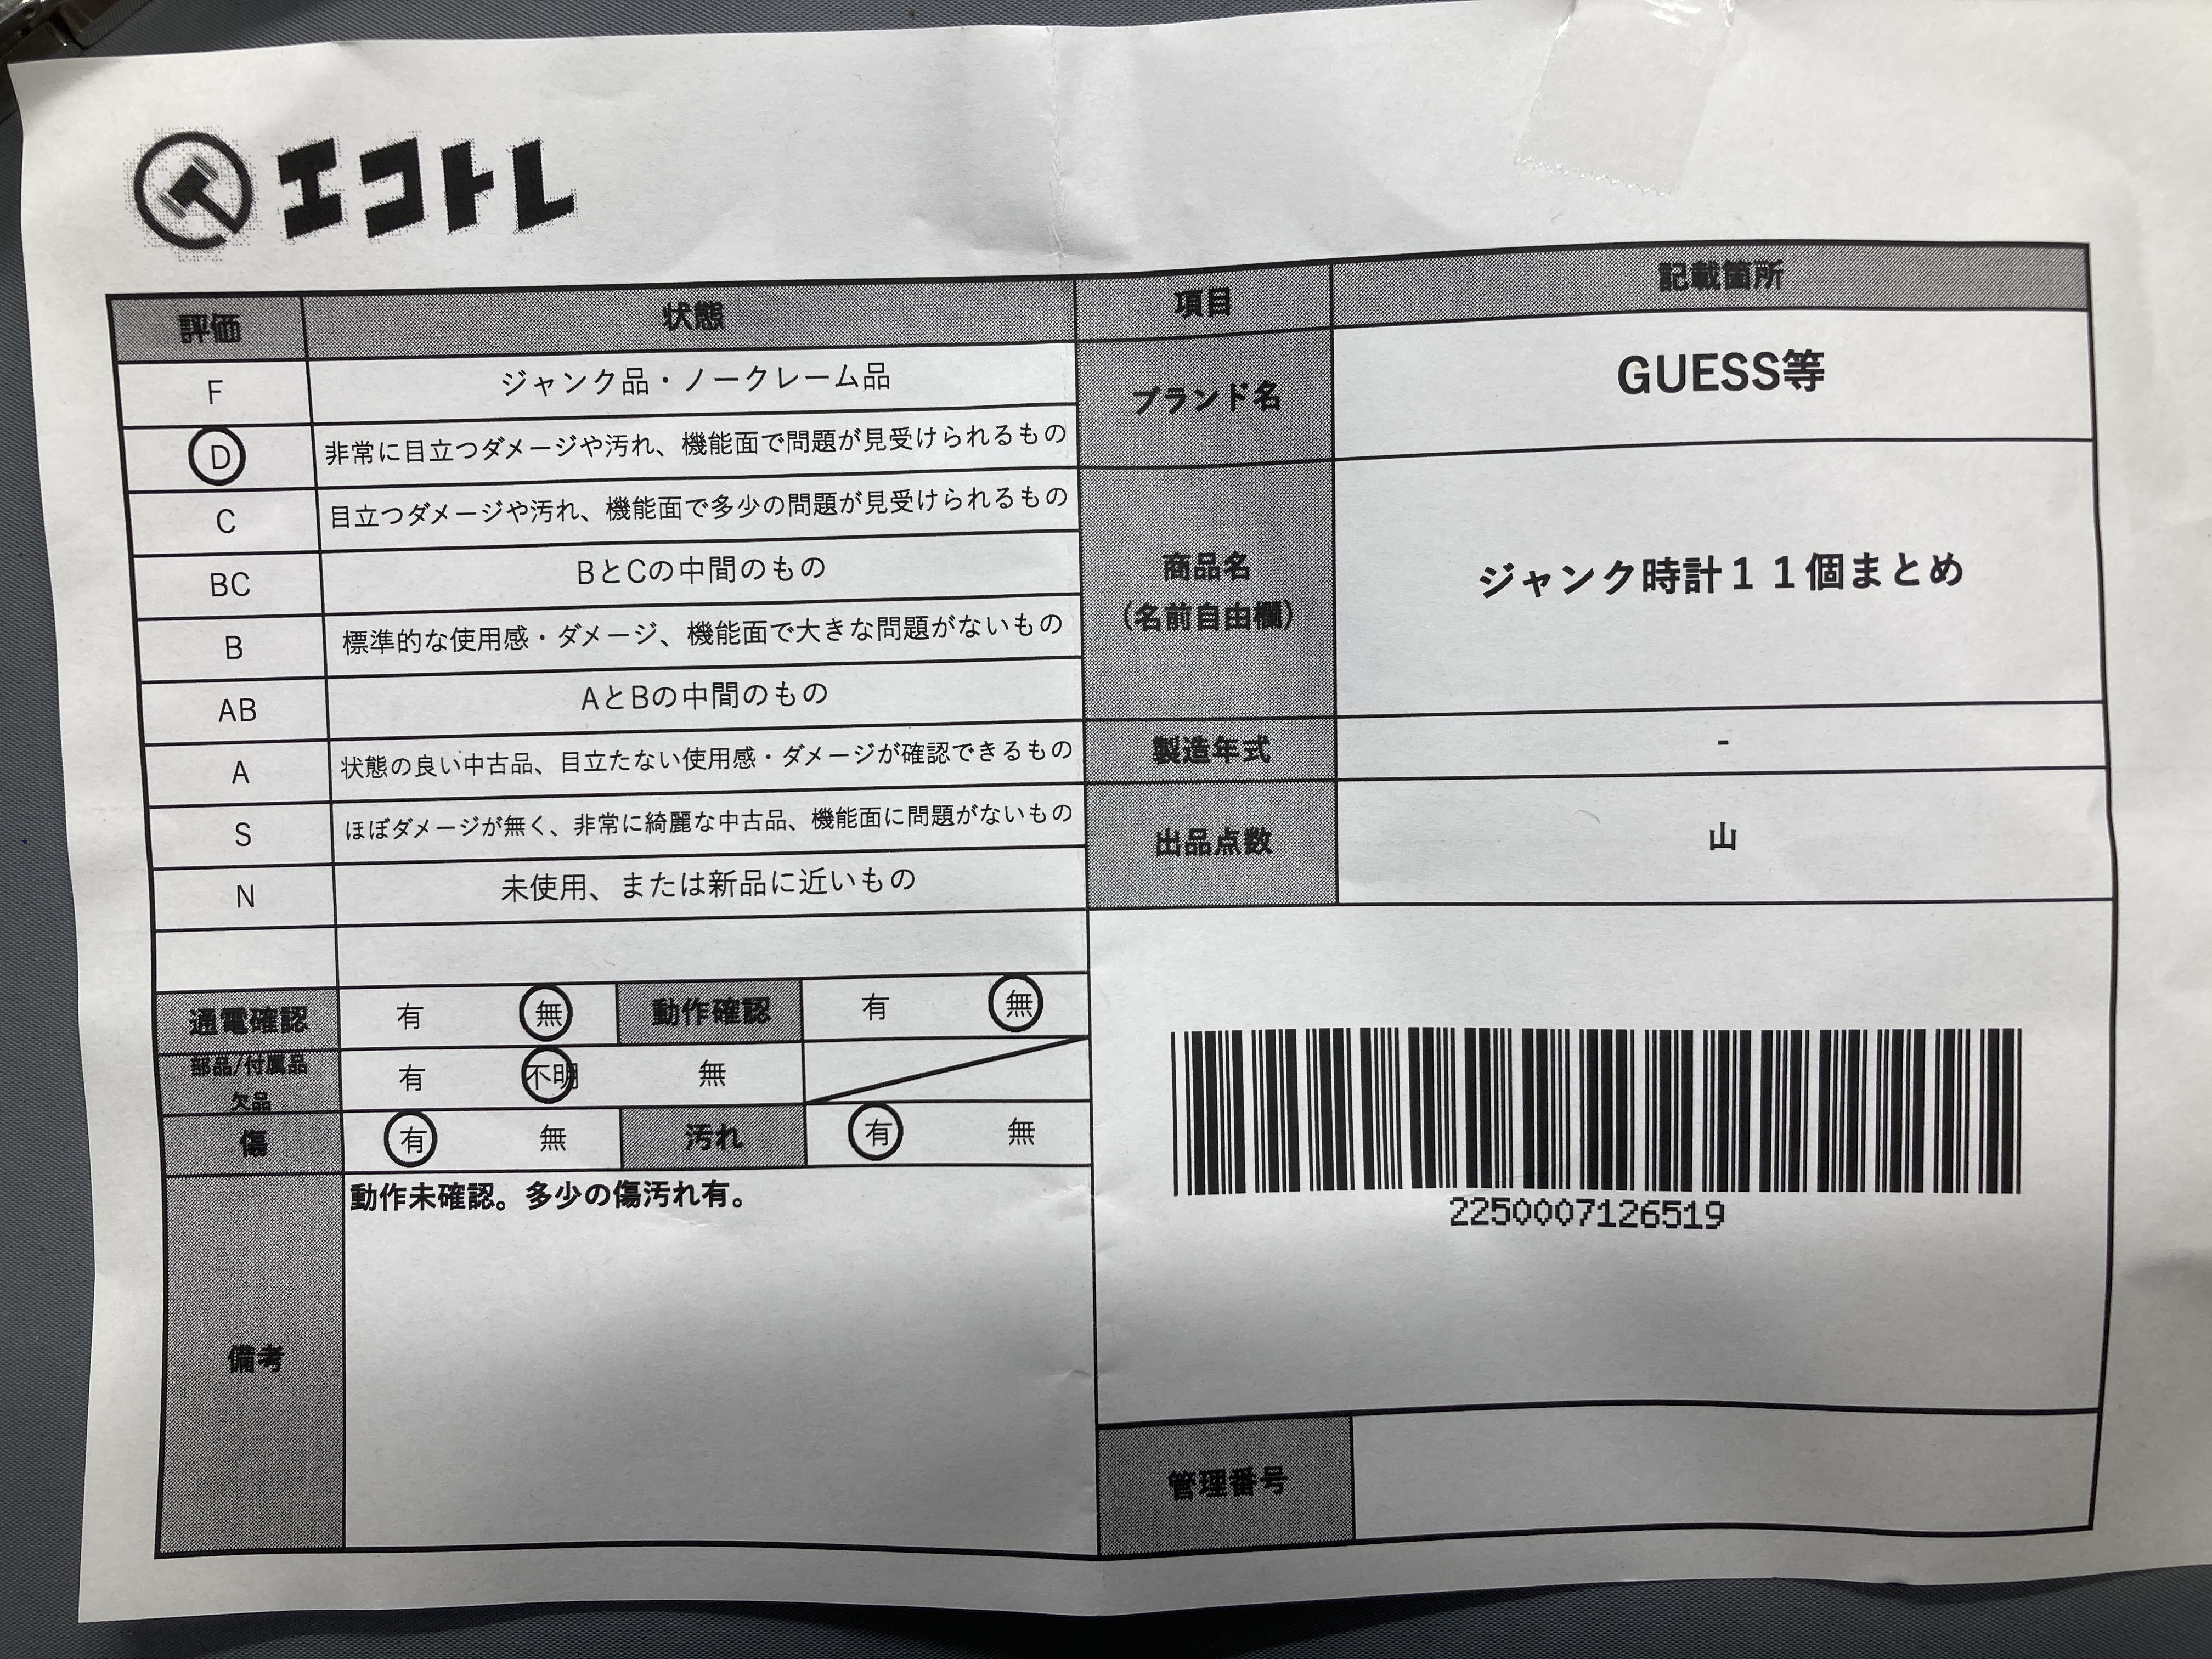 エコトレ
評価 状態
F ジャンク品・ノークレーム品
D 非常に目立つダメージや汚れ、機能面で問題が見受けられるもの
C 目立つダメージや汚れ、機能面で多少の問題が見受けられるもの
BC BとCの中間のもの
B 標準的な使用感・ダメージ、機能面で大きな問題がないもの
AB AとBの中間のもの
A 状態の良い中古品、目立たない使用感・ダメージが確認できるもの
S ほぼダメージが無く、非常に綺麗な中古品、機能面に問題がないもの
N 未使用、または新品に近いもの
通電確認 有 無 動作確認 有 無
部品/付属品
欠品
有 不明 無
傷 有 無 汚れ 有 無
備考
動作未確認。多少の傷汚れ有。
項目 記載箇所
ブランド名 GUESS等
商品名
(名前自由欄)
ジャンク時計１１個まとめ
製造年式 -
出品点数 山
2250007126519
管理番号